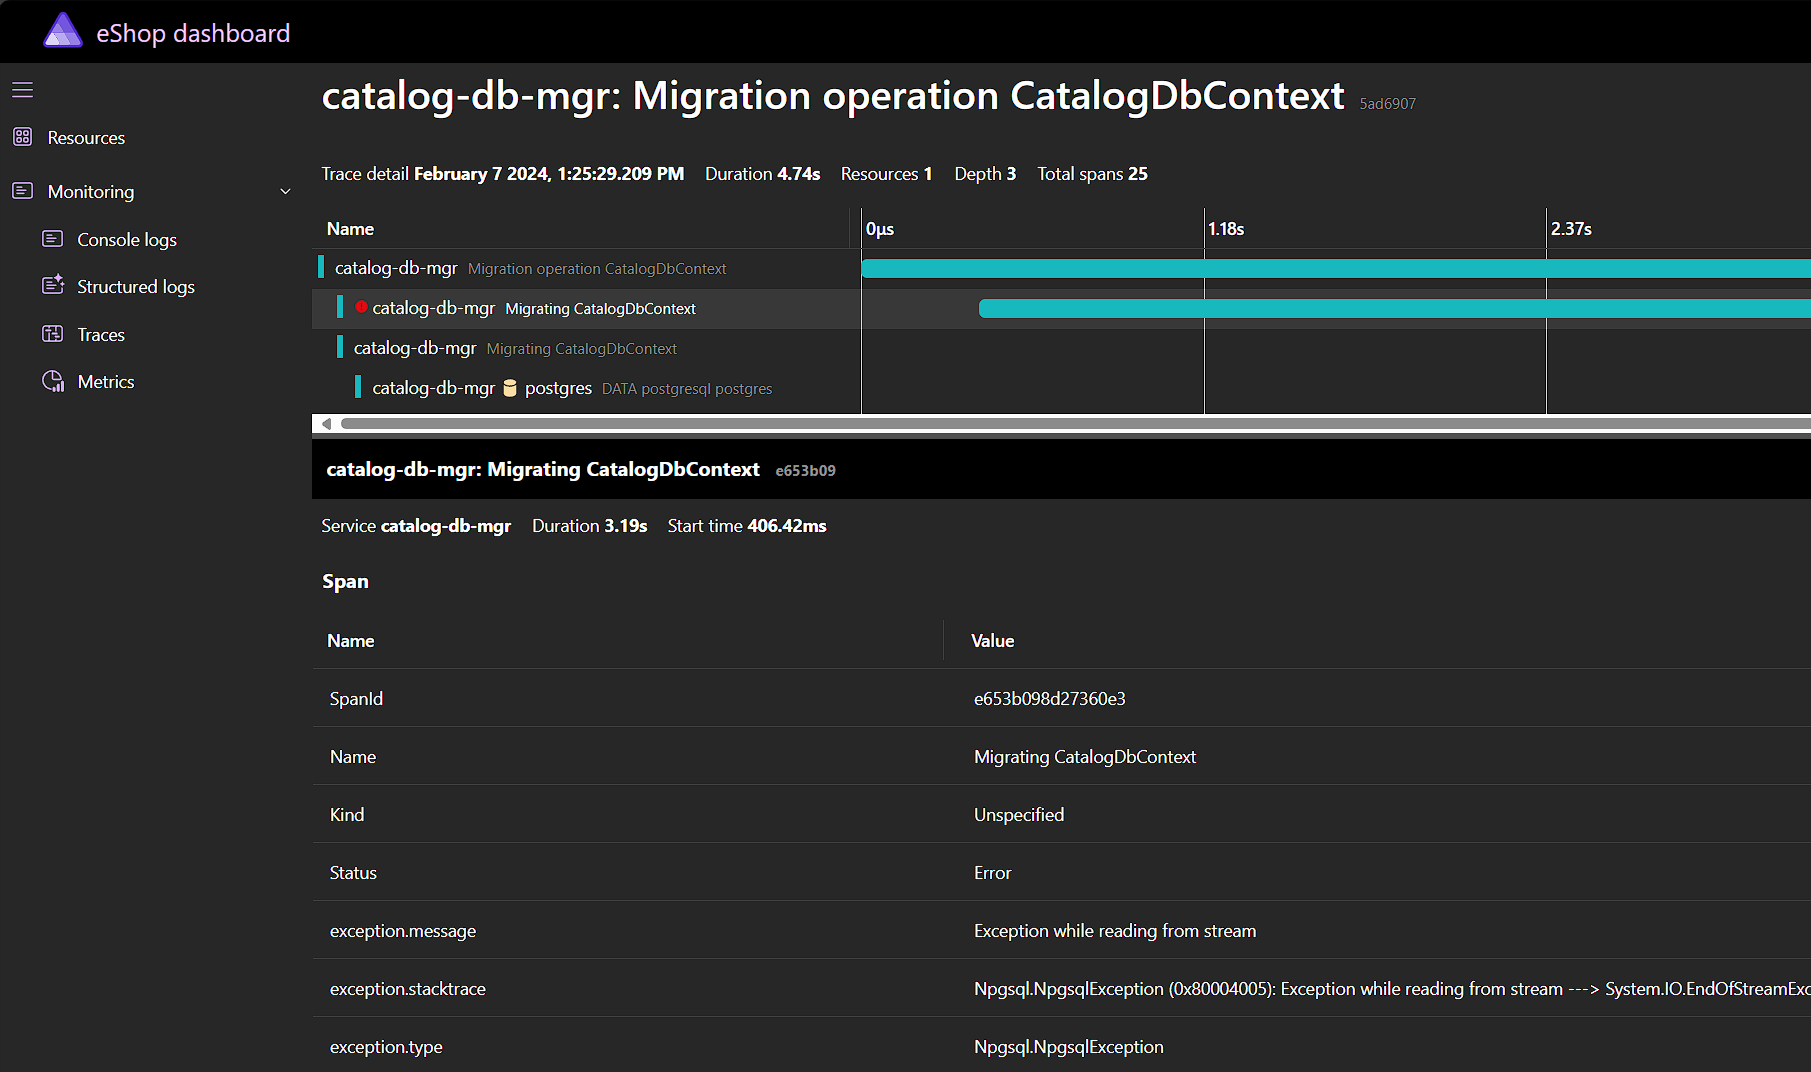 eShop dashboard
Resources
Monitoring
Console logs
Structured logs
Traces
Metrics
catalog-db-mgr: Migration operation CatalogDbContext 5ad6907
Trace detail February 7 2024, 1:25:29.209 PM Duration 4.74s Resources 1 Depth 3 Total spans 25
Name 0μs 1.18s 2.37s
catalog-db-mgr Migration operation CatalogDbContext
catalog-db-mgr Migrating CatalogDbContext
catalog-db-mgr Migrating CatalogDbContext
catalog-db-mgr postgres DATA postgresql postgres
catalog-db-mgr: Migrating CatalogDbContext e653b09
Service catalog-db-mgr Duration 3.19s Start time 406.42ms
Span
Name Value
SpanId e653b098d27360e3
Name Migrating CatalogDbContext
Kind Unspecified
Status Error
exception.message Exception while reading from stream
exception.stacktrace Npgsql.NpgsqlException (0x80004005): Exception while reading from stream ---> System.IO.EndOfStreamExc
exception.type Npgsql.NpgsqlException